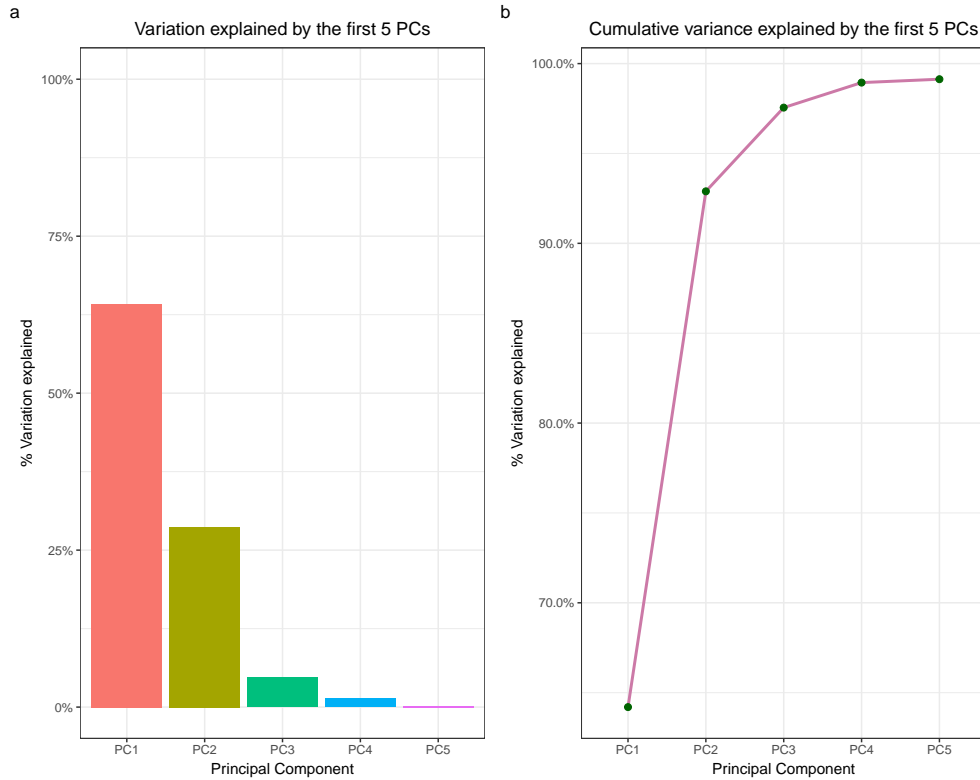 a
Variation explained by the first 5 PCs
100%
75%
50%
25%
0%
% Variation explained
PC1 PC2 PC3 PC4 PC5
Principal Component
b
Cumulative variance explained by the first 5 PCs
100.0%
90.0%
80.0%
70.0%
% Variation explained
PC1 PC2 PC3 PC4 PC5
Principal Component